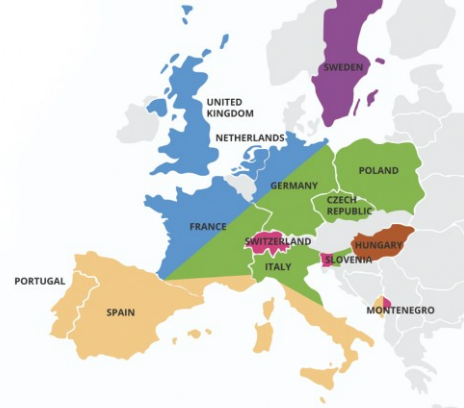 SWEDEN
UNITED
KINGDOM
NETHERLANDS
POLAND
GERMANY
CZECH
REPUBLIC
FRANCE
SWITZERLAND
HUNGARY
SLOVENIA
ITALY
PORTUGAL
SPAIN
MONTENEGRO